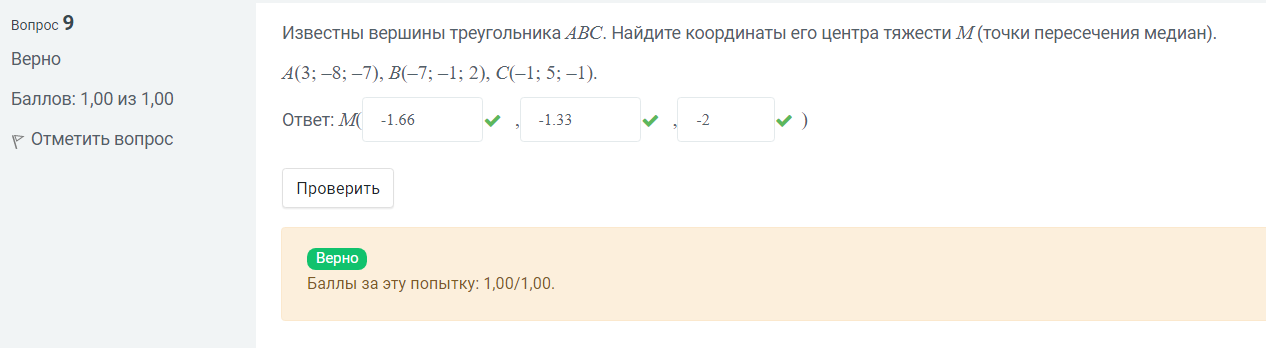 Вопрос 9
Верно
Баллов: 1,00 из 1,00
Отметить вопрос
Известны вершины треугольника ABC. Найдите координаты его центра тяжести M (точки пересечения медиан).
A(3; –8; –7), B(–7; –1; 2), C(–1; 5; –1).
Ответ: M( -1.66 , -1.33 , -2 )
Проверить
Верно
Баллы за эту попытку: 1,00/1,00.